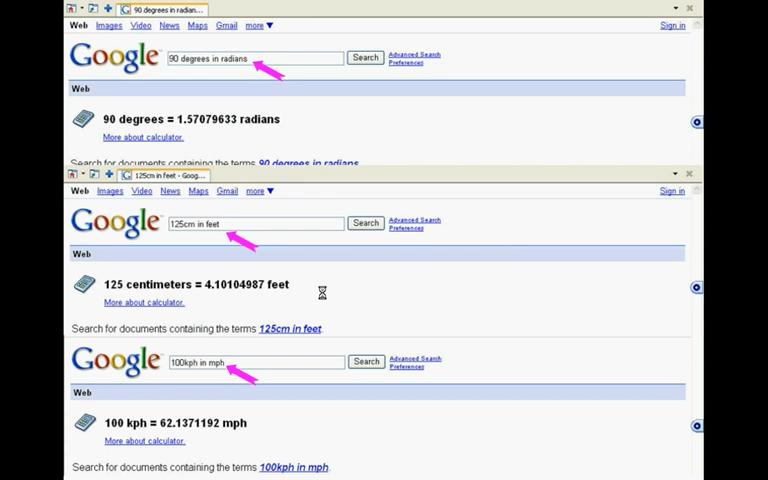 90 degrees in radian...
Web Images Video News Maps Gmail more ▼ Sign in
Google 90 degrees in radians Search Advanced Search
Preferences
Web
90 degrees = 1.57079633 radians
More about calculator.
Search for documents containing the terms 90 degrees in radians.
125cm in feet - Goog...
Web Images Video News Maps Gmail more ▼ Sign in
Google 125cm in feet Search Advanced Search
Preferences
Web
125 centimeters = 4.10104987 feet
More about calculator.
Search for documents containing the terms 125cm in feet.
Google 100kph in mph Search Advanced Search
Preferences
Web
100 kph = 62.1371192 mph
More about calculator.
Search for documents containing the terms 100kph in mph.